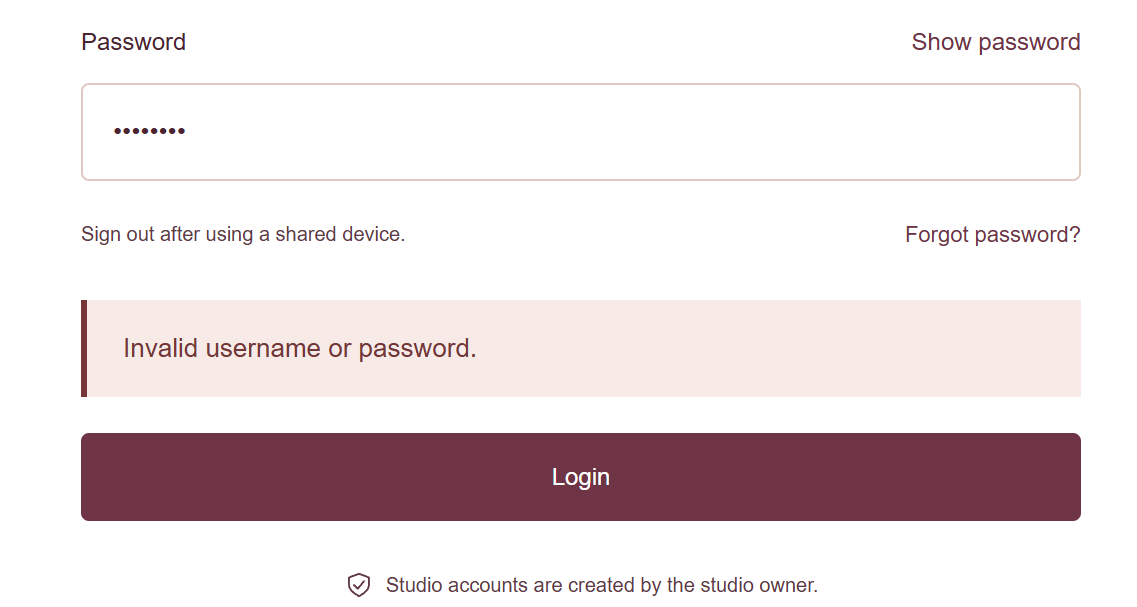 Password
Show password
••••••••
Sign out after using a shared device.
Forgot password?
Invalid username or password.
Login
Studio accounts are created by the studio owner.